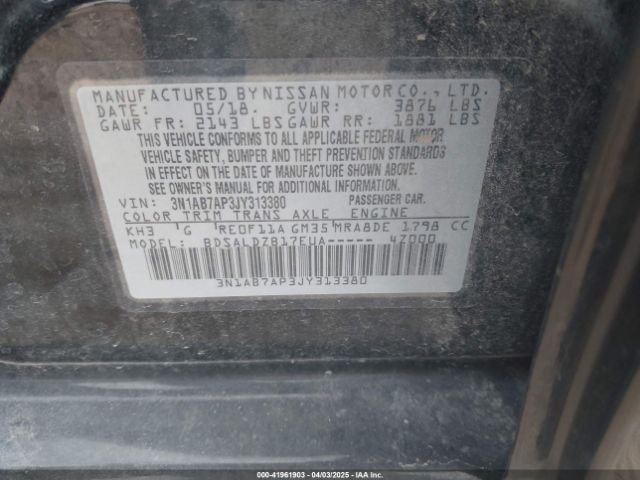 MANUFACTURED BY NISSAN MOTOR CO., LTD.
DATE: 05/18. GVWR: 3876 LBS
GAWR FR: 2143 LBS GAWR RR: 1881 LBS
THIS VEHICLE CONFORMS TO ALL APPLICABLE FEDERAL MOTOR
VEHICLE SAFETY, BUMPER AND THEFT PREVENTION STANDARDS
IN EFFECT ON THE DATE OF MANUFACTURE SHOWN ABOVE.
SEE OWNER'S MANUAL FOR ADDITIONAL INFORMATION
VIN: 3N1AB7AP3JY313380 PASSENGER CAR.
COLOR TRIM TRANS AXLE ENGINE
KH3 'G RE0F11A GM35 MRA8DE 1798 CC
MODEL: BDSALDZB17EUA----- 4Z000
3N1AB7AP3JY313380
000-41961903 - 04/03/2025 - IAA Inc.